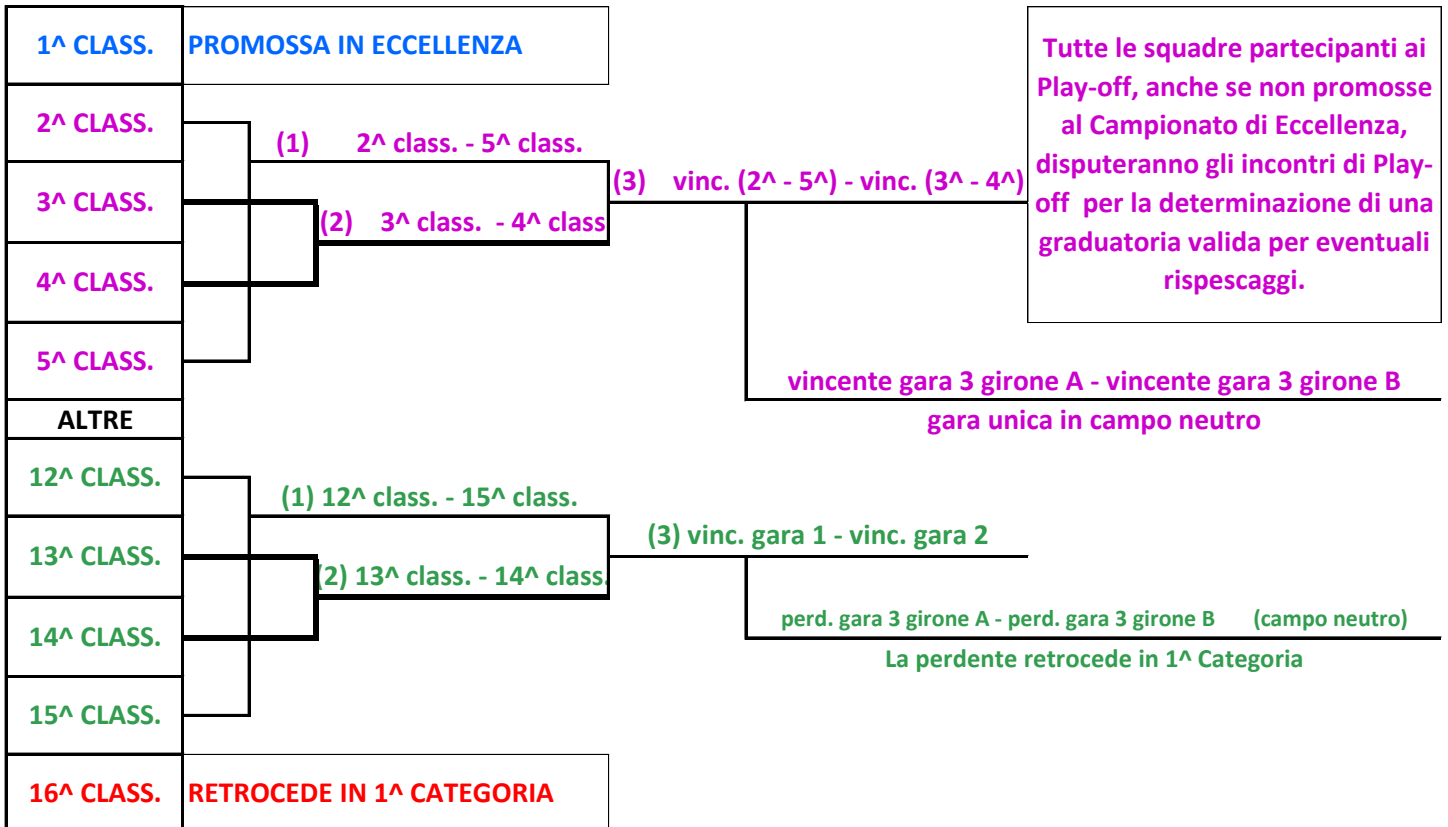 1^ CLASS. PROMOSSA IN ECCELLENZA
Tutte le squadre partecipanti ai
Play-off, anche se non promosse
al Campionato di Eccellenza,
disputeranno gli incontri di Play-
off per la determinazione di una
graduatoria valida per eventuali
rispescaggi.
2^ CLASS.
(1) 2^ class. - 5^ class.
3^ CLASS.
(3) vinc. (2^ - 5^) - vinc. (3^ - 4^)
(2) 3^ class. - 4^ class
4^ CLASS.
5^ CLASS.
vincente gara 3 girone A - vincente gara 3 girone B
gara unica in campo neutro
ALTRE
12^ CLASS.
(1) 12^ class. - 15^ class.
13^ CLASS.
(3) vinc. gara 1 - vinc. gara 2
(2) 13^ class. - 14^ class.
14^ CLASS.
perd. gara 3 girone A - perd. gara 3 girone B (campo neutro)
La perdente retrocede in 1^ Categoria
15^ CLASS.
16^ CLASS. RETROCEDE IN 1^ CATEGORIA